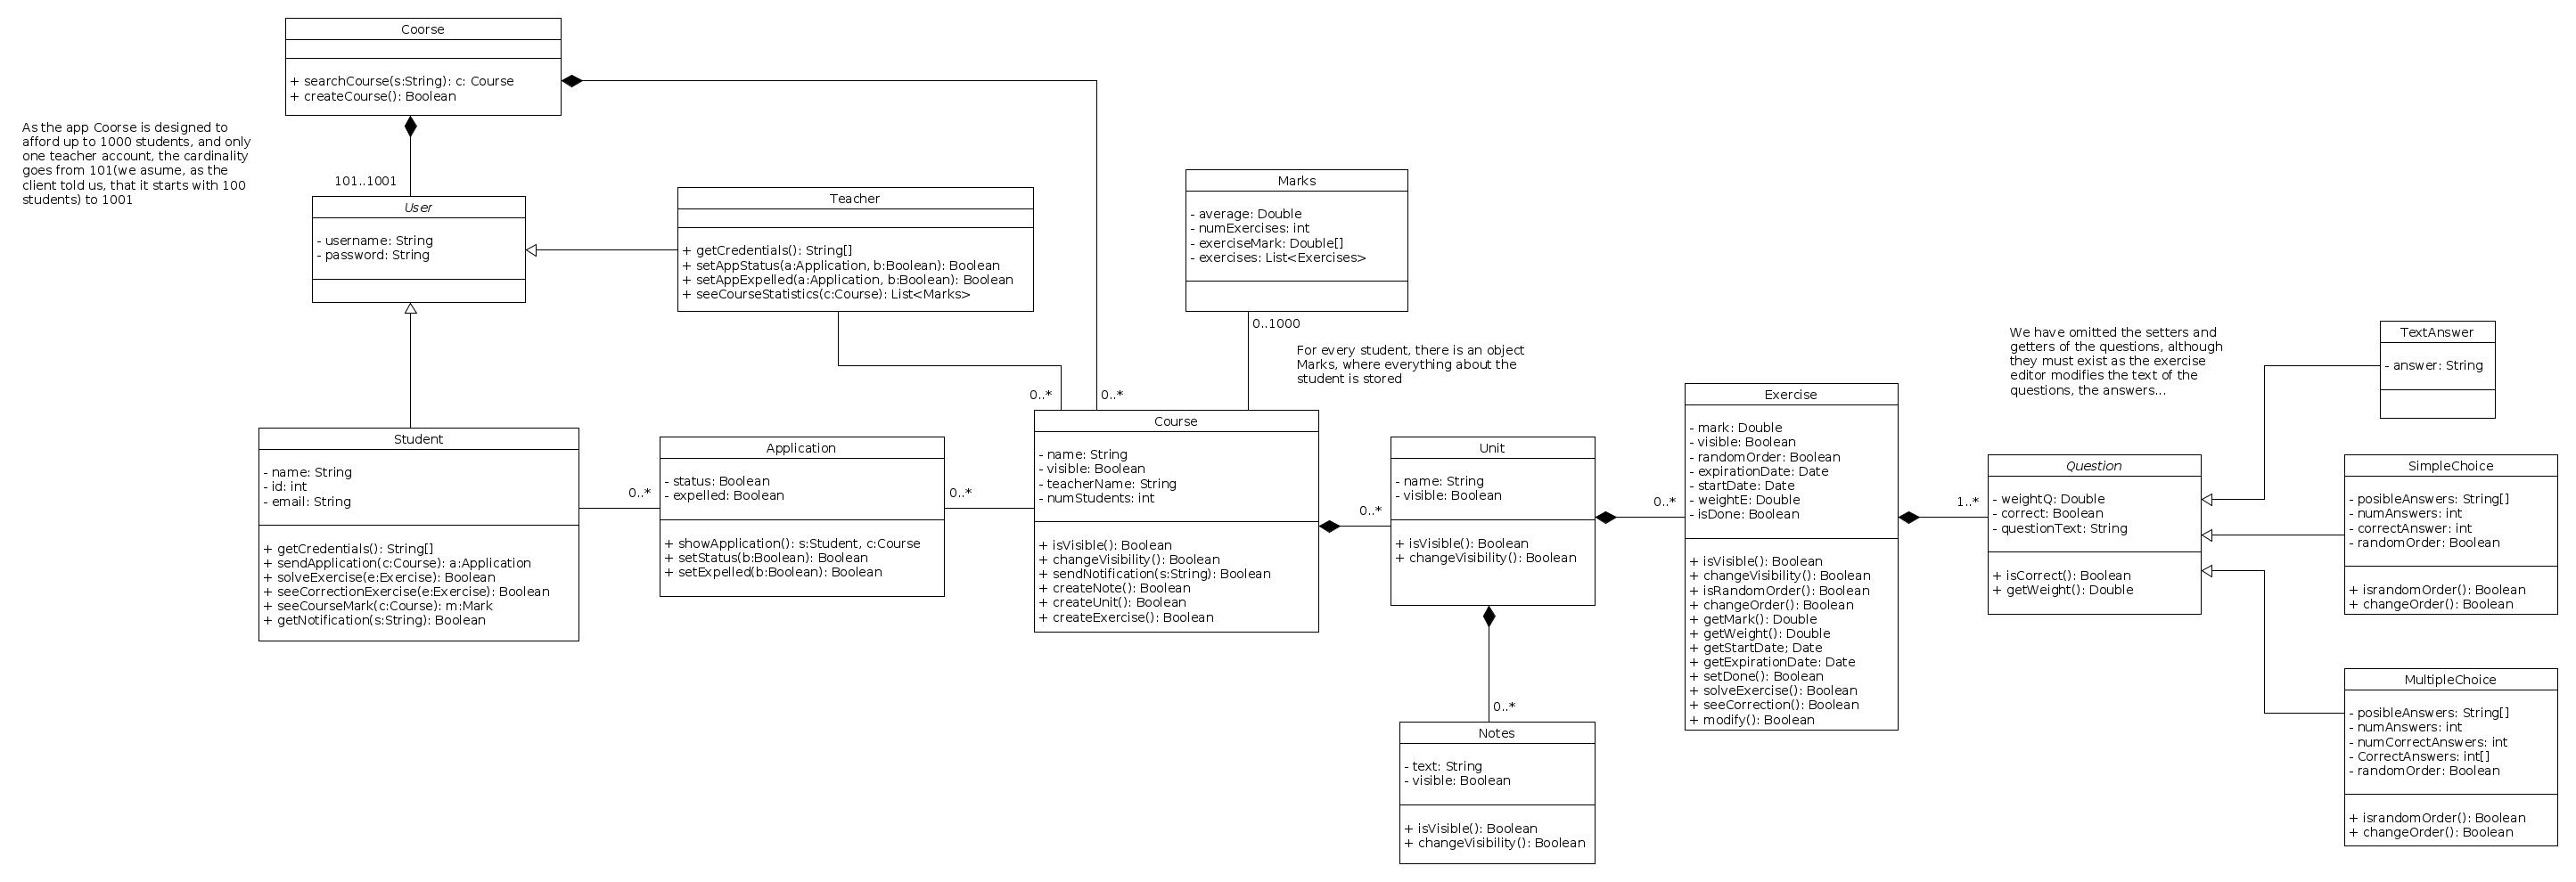 Coorse
+ searchCourse(s:String): c: Course
+ createCourse(): Boolean
As the app Coorse is designed to
afford up to 1000 students, and only
one teacher account, the cardinality
goes from 101(we asume, as the
client told us, that it starts with 100
students) to 1001
101..1001
User
- username: String
- password: String
Teacher
+ getCredentials(): String[]
+ setAppStatus(a:Application, b:Boolean): Boolean
+ setAppExpelled(a:Application, b:Boolean): Boolean
+ seeCourseStatistics(c:Course): List<Marks>
Marks
- average: Double
- numExercises: int
- exerciseMark: Double[]
- exercises: List<Exercises>
0..1000
For every student, there is an object
Marks, where everything about the
student is stored
0..*
0..*
Student
- name: String
- id: int
- email: String
+ getCredentials(): String[]
+ sendApplication(c:Course): a:Application
+ solveExercise(e:Exercise): Boolean
+ seeCorrectionExercise(e:Exercise): Boolean
+ seeCourseMark(c:Course): m:Mark
+ getNotification(s:String): Boolean
0..*
Application
- status: Boolean
- expelled: Boolean
+ showApplication(): s:Student, c:Course
+ setStatus(b:Boolean): Boolean
+ setExpelled(b:Boolean): Boolean
0..*
Course
- name: String
- visible: Boolean
- teacherName: String
- numStudents: int
+ isVisible(): Boolean
+ changeVisibility(): Boolean
+ sendNotification(s:String): Boolean
+ createNote(): Boolean
+ createUnit(): Boolean
+ createExercise(): Boolean
0..*
Unit
- name: String
- visible: Boolean
+ isVisible(): Boolean
+ changeVisibility(): Boolean
0..*
Notes
- text: String
- visible: Boolean
+ isVisible(): Boolean
+ changeVisibility(): Boolean
0..*
Exercise
- mark: Double
- visible: Boolean
- randomOrder: Boolean
- expirationDate: Date
- startDate: Date
- weightE: Double
- isDone: Boolean
+ isVisible(): Boolean
+ changeVisibility(): Boolean
+ isRandomOrder(): Boolean
+ changeOrder(): Boolean
+ getMark(): Double
+ getWeight(): Double
+ getStartDate; Date
+ getExpirationDate: Date
+ setDone(): Boolean
+ solveExercise(): Boolean
+ seeCorrection(): Boolean
+ modify(): Boolean
1..*
We have omitted the setters and
getters of the questions, although
they must exist as the exercise
editor modifies the text of the
questions, the answers...
Question
- weightQ: Double
- correct: Boolean
- questionText: String
+ isCorrect(): Boolean
+ getWeight(): Double
TextAnswer
- answer: String
SimpleChoice
- posibleAnswers: String[]
- numAnswers: int
- correctAnswer: int
- randomOrder: Boolean
+ israndomOrder(): Boolean
+ changeOrder(): Boolean
MultipleChoice
- posibleAnswers: String[]
- numAnswers: int
- numCorrectAnswers: int
- CorrectAnswers: int[]
- randomOrder: Boolean
+ israndomOrder(): Boolean
+ changeOrder(): Boolean